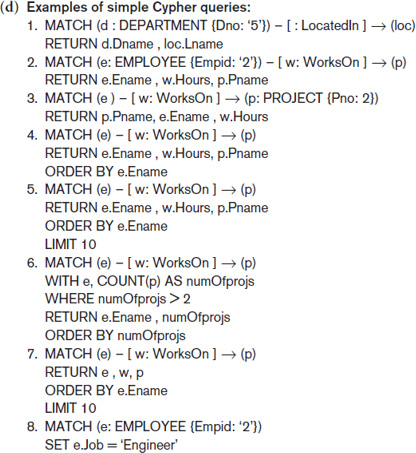 (d) Examples of simple Cypher queries:
1. MATCH (d : DEPARTMENT {Dno: ‘5’}) – [ : LocatedIn ] → (loc)
RETURN d.Dname , loc.Lname
2. MATCH (e: EMPLOYEE {Empid: ‘2’}) – [ w: WorksOn ] → (p)
RETURN e.Ename , w.Hours, p.Pname
3. MATCH (e ) – [ w: WorksOn ] → (p: PROJECT {Pno: 2})
RETURN p.Pname, e.Ename , w.Hours
4. MATCH (e) – [ w: WorksOn ] → (p)
RETURN e.Ename , w.Hours, p.Pname
ORDER BY e.Ename
5. MATCH (e) – [ w: WorksOn ] → (p)
RETURN e.Ename , w.Hours, p.Pname
ORDER BY e.Ename
LIMIT 10
6. MATCH (e) – [ w: WorksOn ] → (p)
WITH e, COUNT(p) AS numOfprojs
WHERE numOfprojs > 2
RETURN e.Ename , numOfprojs
ORDER BY numOfprojs
7. MATCH (e) – [ w: WorksOn ] → (p)
RETURN e , w, p
ORDER BY e.Ename
LIMIT 10
8. MATCH (e: EMPLOYEE {Empid: ‘2’})
SET e.Job = ‘Engineer’